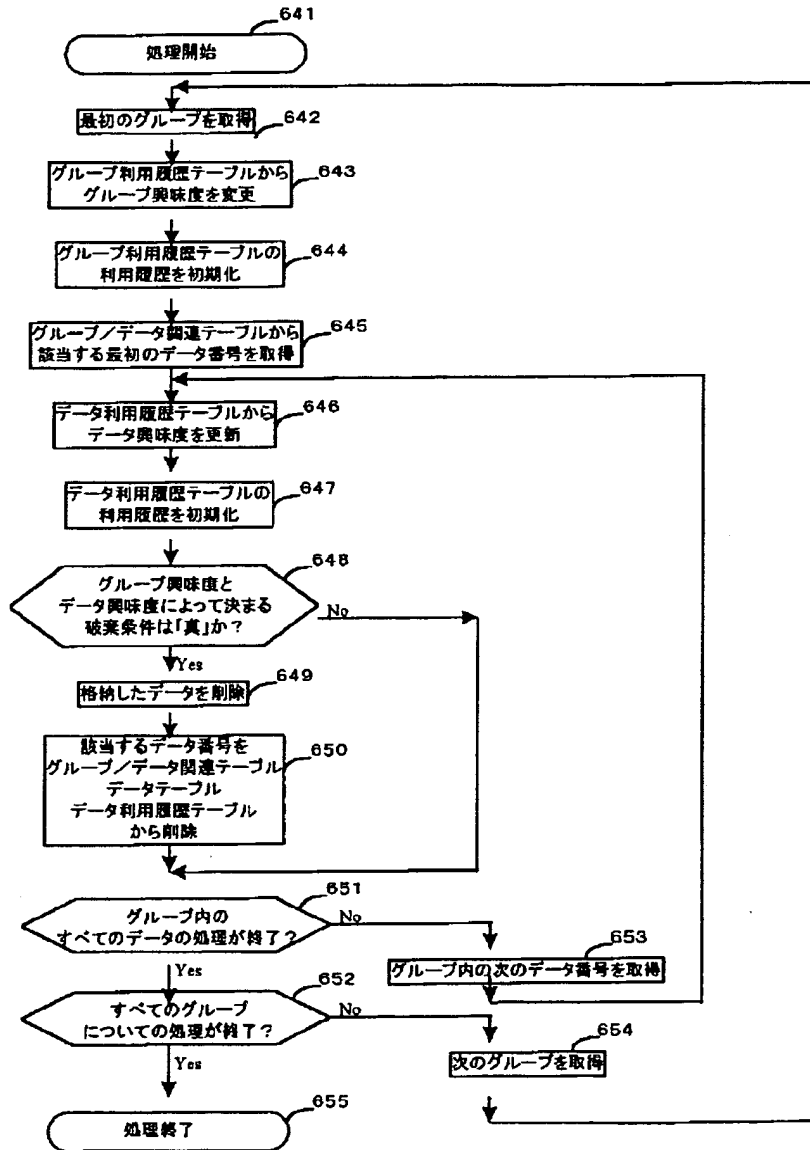 641
処理開始
最初のグループを取得
642
グループ利用履歴テーブルから
グループ興味度を変更
643
グループ利用履歴テーブルの
利用履歴を初期化
644
グループ/データ関連テーブルから
該当する最初のデータ番号を取得
645
データ利用履歴テーブルから
データ興味度を更新
646
データ利用履歴テーブルの
利用履歴を初期化
647
グループ興味度と
データ興味度によって決まる
破棄条件は「真」か?
648
No
Yes
格納したデータを削除
649
該当するデータ番号を
グループ/データ関連テーブル
データテーブル
データ利用履歴テーブル
から削除
650
グループ内の
すべてのデータの処理が終了?
651
No
Yes
グループ内の次のデータ番号を取得
653
すべてのグループ
についての処理が終了?
652
No
Yes
次のグループを取得
654
処理終了
655